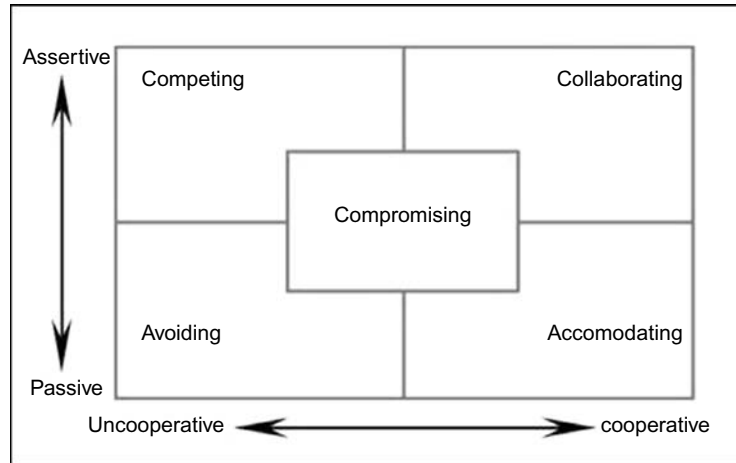 Assertive
Competing
Collaborating
Compromising
Avoiding
Accomodating
Passive
Uncooperative
cooperative